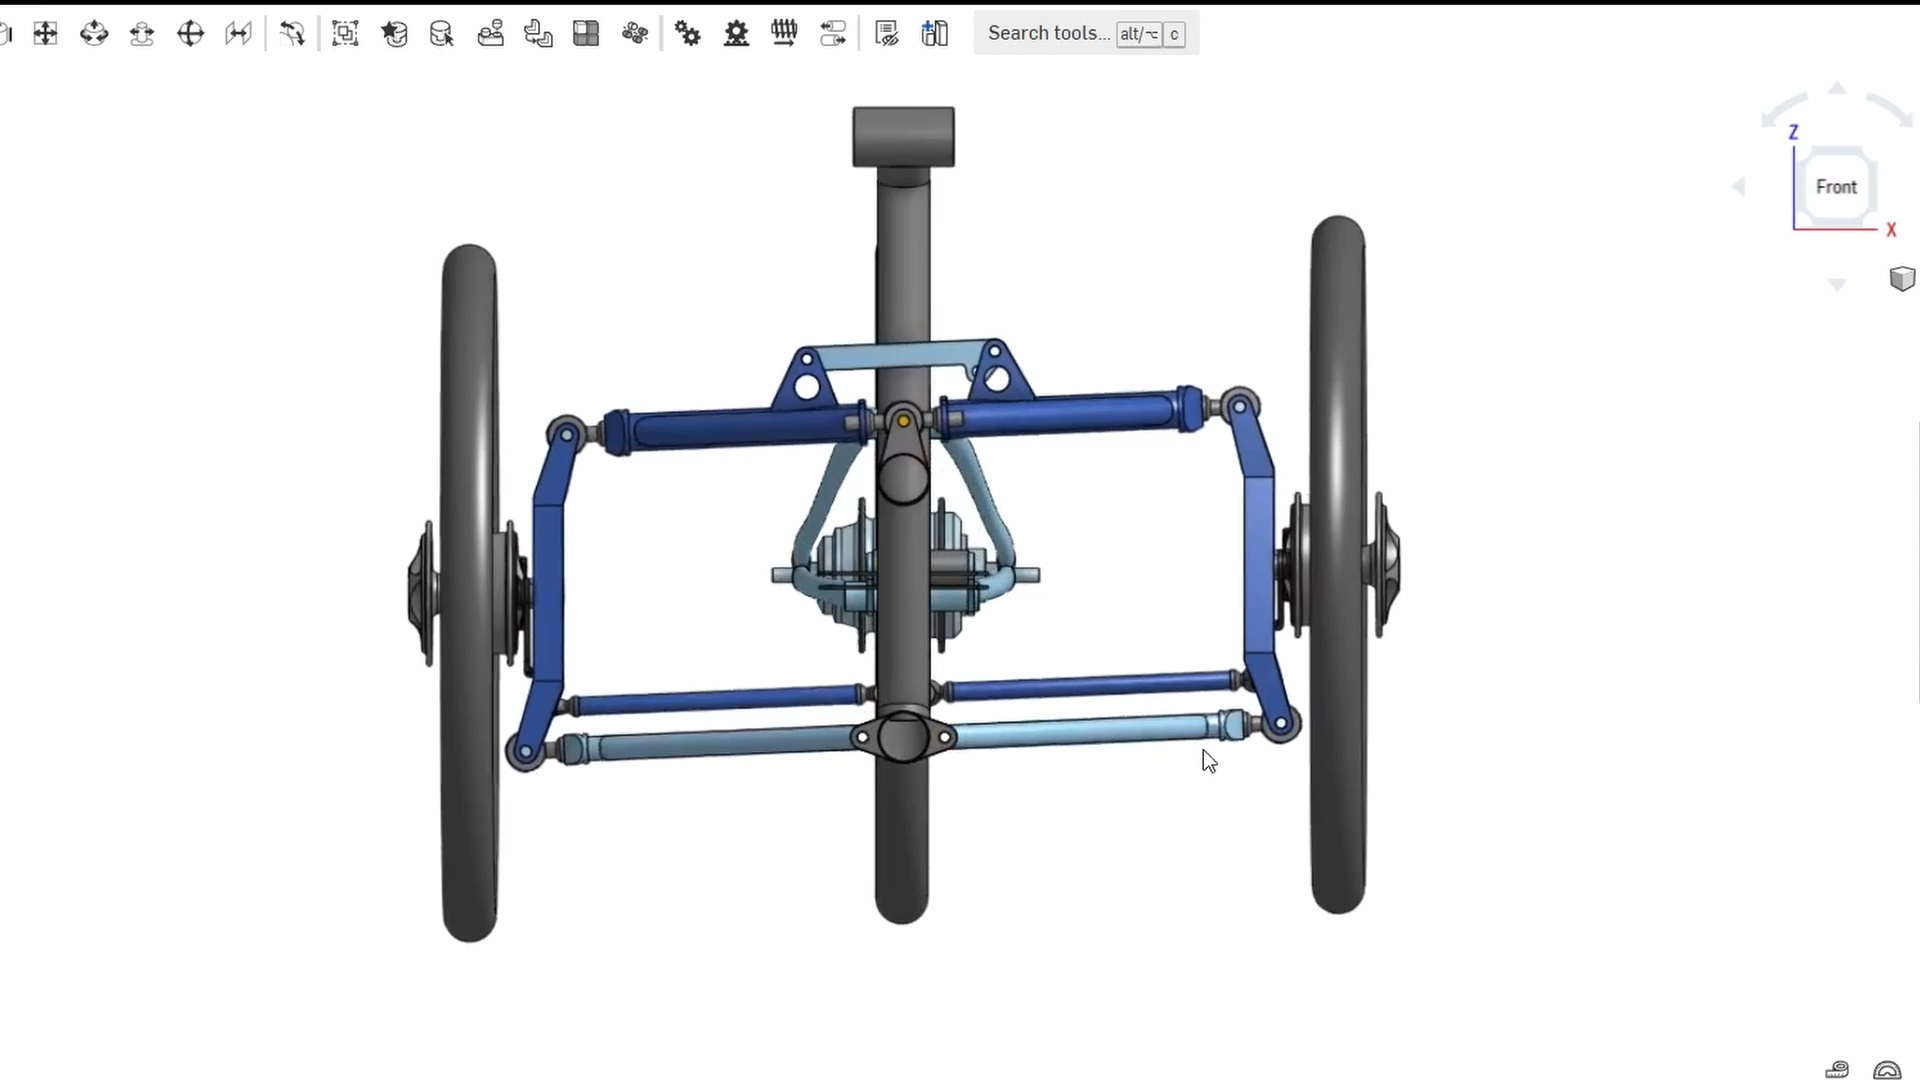 Search tools... alt/⌥ c
Z
Front
X